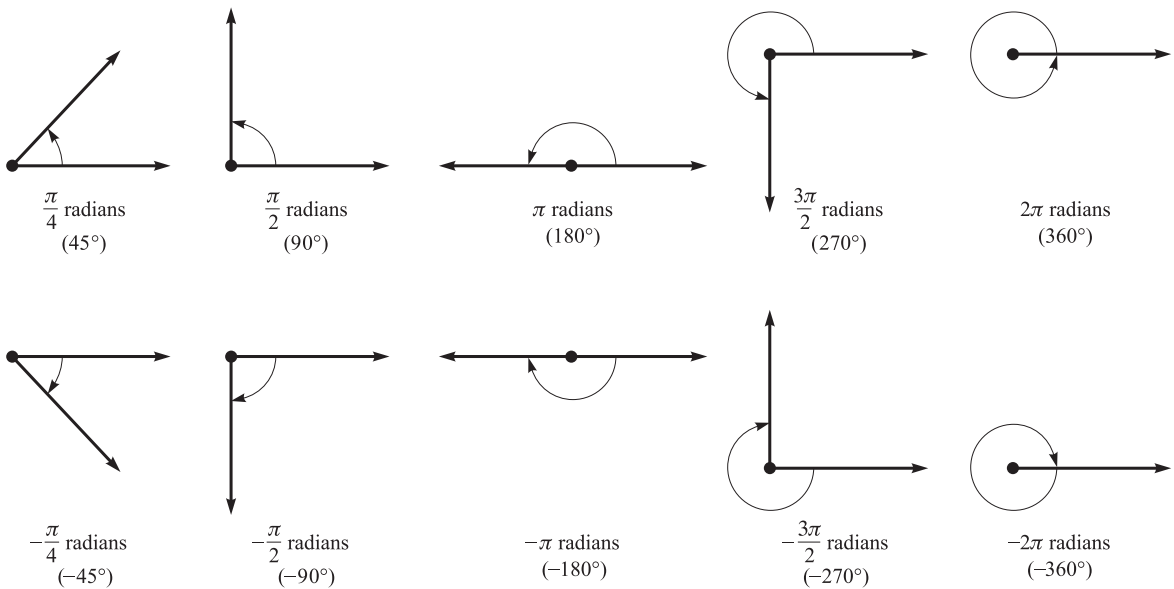 π/4 radians
(45°)
π/2 radians
(90°)
π radians
(180°)
3π/2 radians
(270°)
2π radians
(360°)
−π/4 radians
(−45°)
−π/2 radians
(−90°)
−π radians
(−180°)
−3π/2 radians
(−270°)
−2π radians
(−360°)